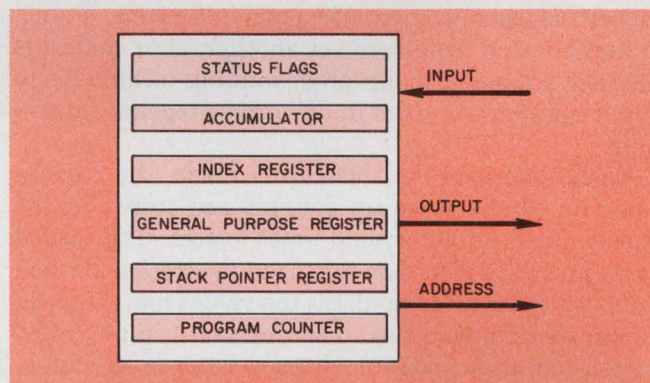 STATUS FLAGS
INPUT
ACCUMULATOR
INDEX REGISTER
GENERAL PURPOSE REGISTER
OUTPUT
STACK POINTER REGISTER
ADDRESS
PROGRAM COUNTER